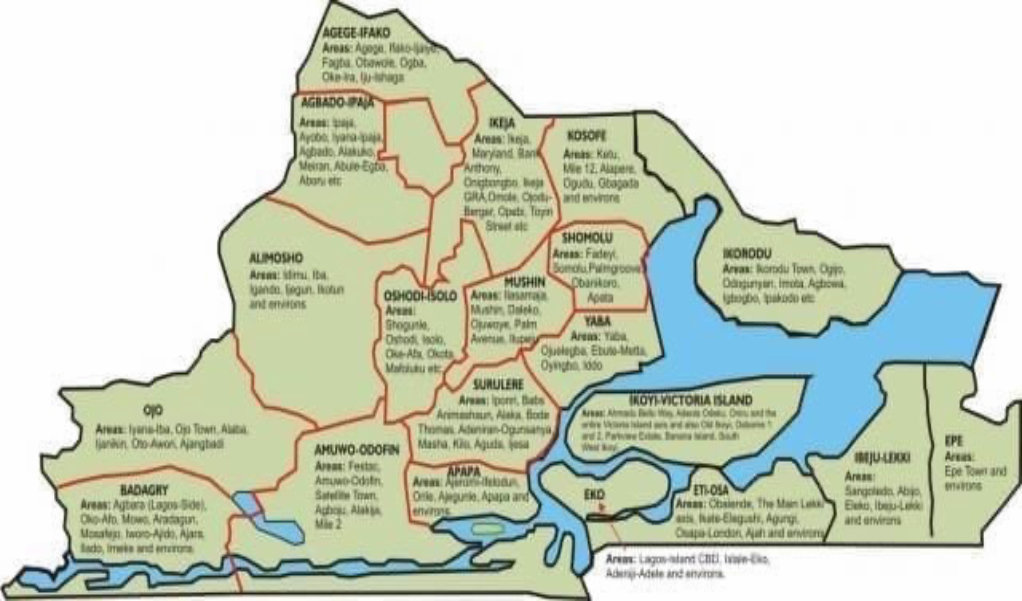 AGEGE-IFAKO
Areas: Agege, Ifako-Ijaiye,
Fagba, Obawole, Ogba,
Oke-Ira, Iju-Ishaga
AGBADO-IPAJA
Areas: Ipaja,
Ayobo, Iyana-Ipaja,
Agbado, Alakuko,
Meiran, Abule-Egba,
Aboru etc
IKEJA
Areas: Ikeja,
Maryland, Bank
Anthony,
Onigbongbo, Ikeja
GRA,Omole, Ojodu-
Berger, Opebi, Toyin
Street etc
KOSOFE
Areas: Ketu,
Mile 12, Alapere,
Ogudu, Gbagada
and environs
SHOMOLU
Areas: Fadeyi,
Somolu,Palmgroove,
Obanikoro,
Apata
IKORODU
Areas: Ikorodu Town, Ogijo,
Odogunyan, Imota, Agbowa,
Igbogbo, Ipakodo etc
ALIMOSHO
Areas: Idimu, Iba,
Igando, Ijegun, Ikotun
and environs
OSHODI-ISOLO
Areas:
Shogunle,
Oshodi, Isolo,
Oke-Afa, Okota,
Mafoluku etc
MUSHIN
Areas: Ilasamaja,
Mushin, Daleko,
Ojuwoye, Palm
Avenue, Ilupeju
YABA
Areas: Yaba,
Ojuelegba, Ebute-Metta,
Oyingbo, Iddo
SURULERE
Areas: Iponri, Babs
Animashaun, Alaka, Bode
Thomas, Adeniran-Ogunsanya,
Masha, Kilo, Aguda, Ijesa
IKOYI-VICTORIA ISLAND
Areas: Ahmadu Bello Way, Adeola Odeku, Oniru and the
entire Victoria Island axis and also Old Ikoyi, Osborne 1
and 2, Parkview Estate, Banana Island, South
West Ikoyi
OJO
Areas: Iyana-Iba, Ojo Town, Alaba,
Ijanikin, Oto-Awori, Ajangbadi
AMUWO-ODOFIN
Areas: Festac,
Amuwo-Odofin,
Satellite Town,
Agboju, Alakija,
Mile 2
APAPA
Areas: Ajeromi-Ifelodun,
Orile, Ajegunle, Apapa and
environs
BADAGRY
Areas: Agbara (Lagos-Side),
Oko-Afo, Mowo, Aradagun,
Mosafejo, Iworo-Ajido, Ajara,
Ilado, Imeke and environs
EKO
Areas: Lagos-Island CBD, Isale-Eko,
Adeniji-Adele and environs.
ETI-OSA
Areas: Obalende, The Main Lekki
axis, Ikate-Elegushi, Agungi,
Osapa-London, Ajah and environs
IBEJU-LEKKI
Areas:
Sangotedo, Abijo,
Eleko, Ibeju-Lekki
and environs
EPE
Areas:
Epe Town and
environs